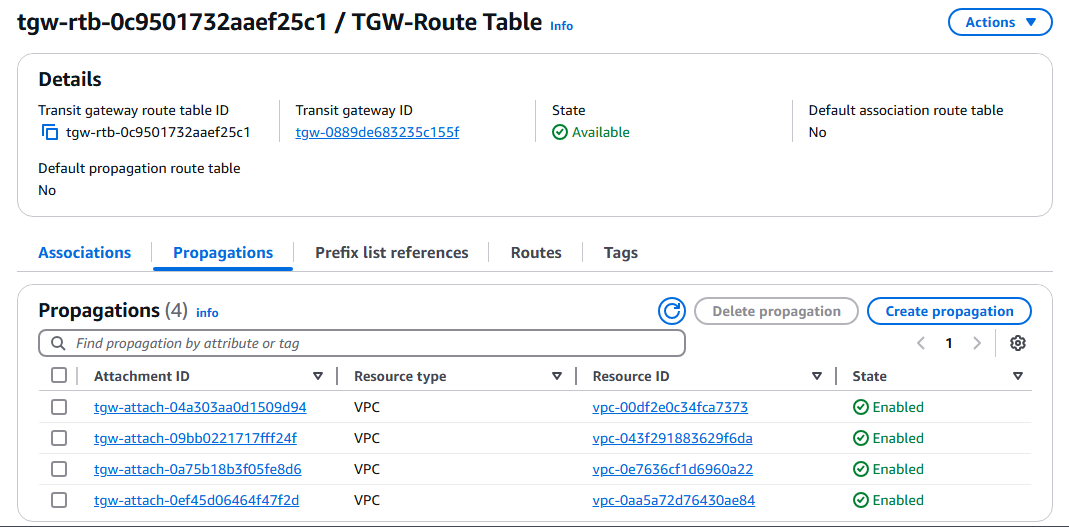 tgw-rtb-0c9501732aaef25c1 / TGW-Route Table Info
Actions
Details
Transit gateway route table ID
tgw-rtb-0c9501732aaef25c1
Transit gateway ID
tgw-0889de683235c155f
State
Available
Default association route table
No
Default propagation route table
No
Associations Propagations Prefix list references Routes Tags
Propagations (4) info
Delete propagation Create propagation
Find propagation by attribute or tag
1
Attachment ID Resource type Resource ID State
tgw-attach-04a303aa0d1509d94 VPC vpc-00df2e0c34fca7373 Enabled
tgw-attach-09bb0221717fff24f VPC vpc-043f291883629f6da Enabled
tgw-attach-0a75b18b3f05fe8d6 VPC vpc-0e7636cf1d6960a22 Enabled
tgw-attach-0ef45d06464f47f2d VPC vpc-0aa5a72d76430ae84 Enabled